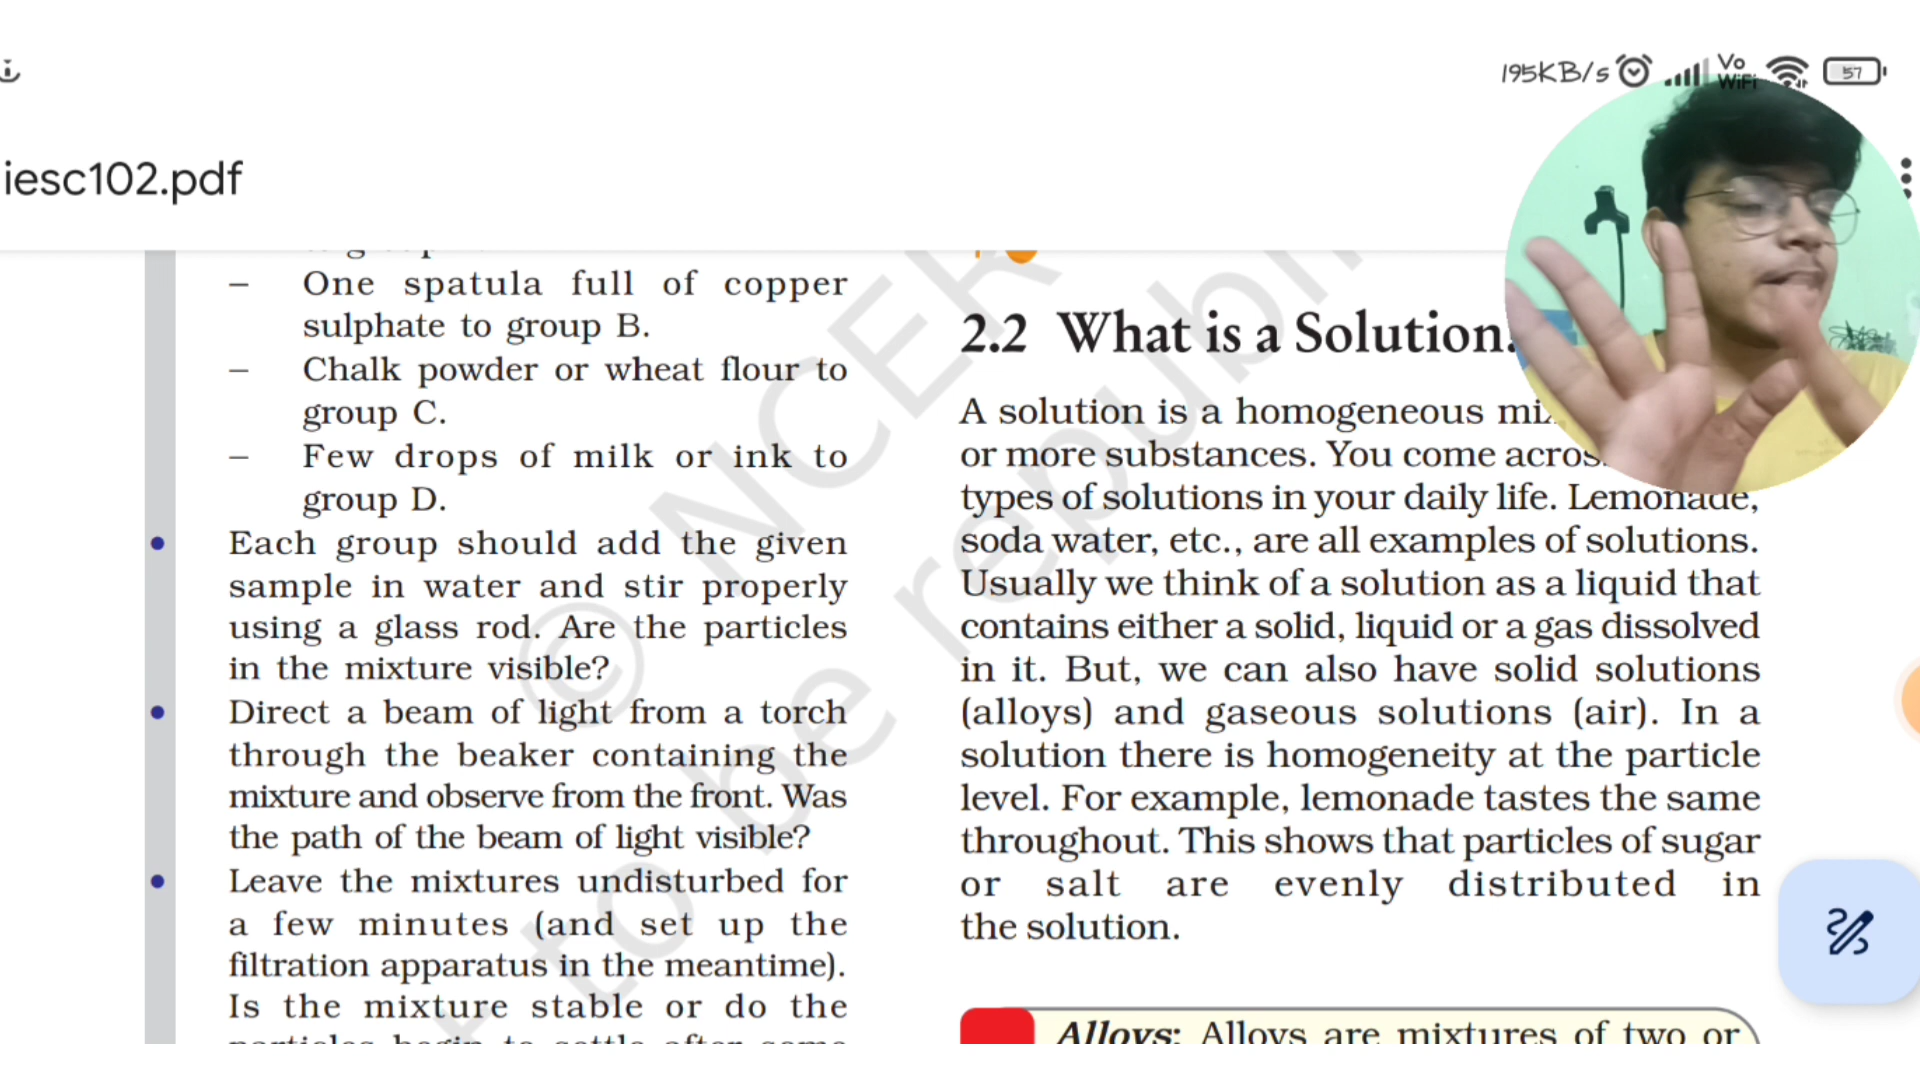 195KB/s
Vo
WiFi
57
iesc102.pdf
– One spatula full of copper
sulphate to group B.
– Chalk powder or wheat flour to
group C.
– Few drops of milk or ink to
group D.
• Each group should add the given
sample in water and stir properly
using a glass rod. Are the particles
in the mixture visible?
• Direct a beam of light from a torch
through the beaker containing the
mixture and observe from the front. Was
the path of the beam of light visible?
• Leave the mixtures undisturbed for
a few minutes (and set up the
filtration apparatus in the meantime).
Is the mixture stable or do the
particles begin to settle after some
2.2 What is a Solution
A solution is a homogeneous
or more substances. You come
types of solutions in your daily life. Lemonade,
soda water, etc., are all examples of solutions.
Usually we think of a solution as a liquid that
contains either a solid, liquid or a gas dissolved
in it. But, we can also have solid solutions
(alloys) and gaseous solutions (air). In a
solution there is homogeneity at the particle
level. For example, lemonade tastes the same
throughout. This shows that particles of sugar
or salt are evenly distributed in
the solution.
Alloys: Alloys are mixtures of two or
© NCER
to be republ